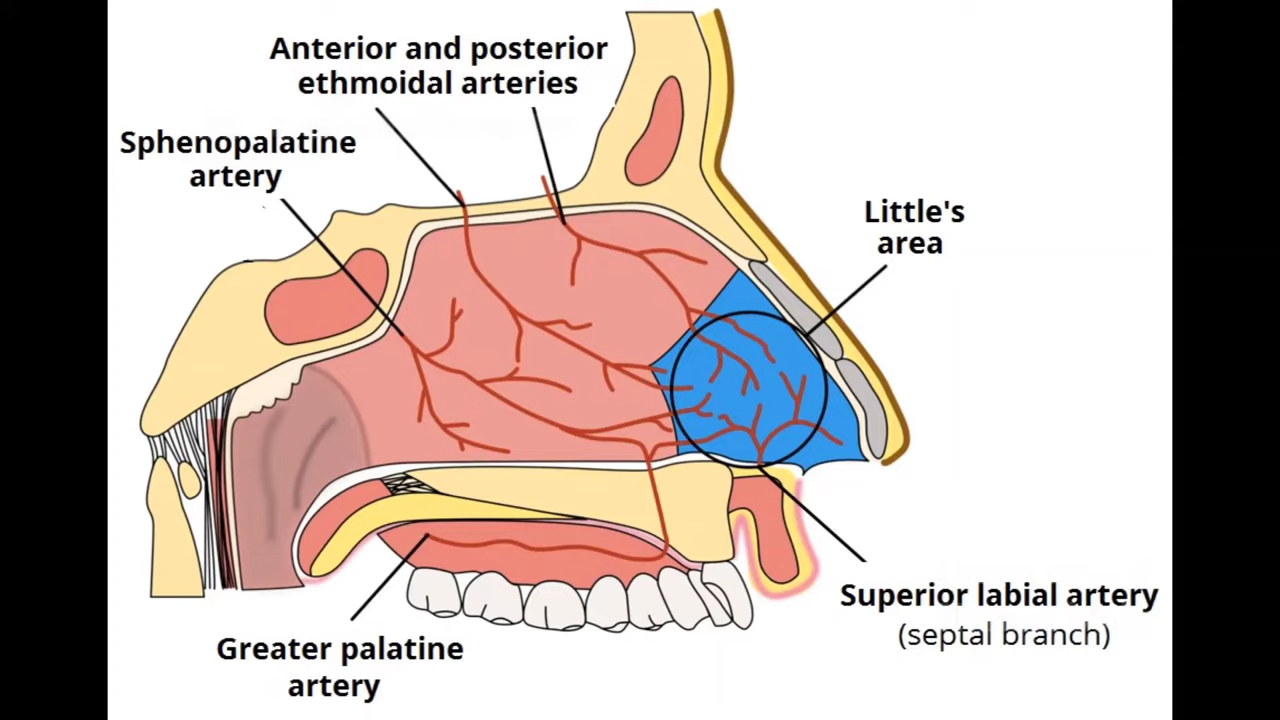 Anterior and posterior
ethmoidal arteries
Sphenopalatine
artery
Little's
area
Superior labial artery
(septal branch)
Greater palatine
artery